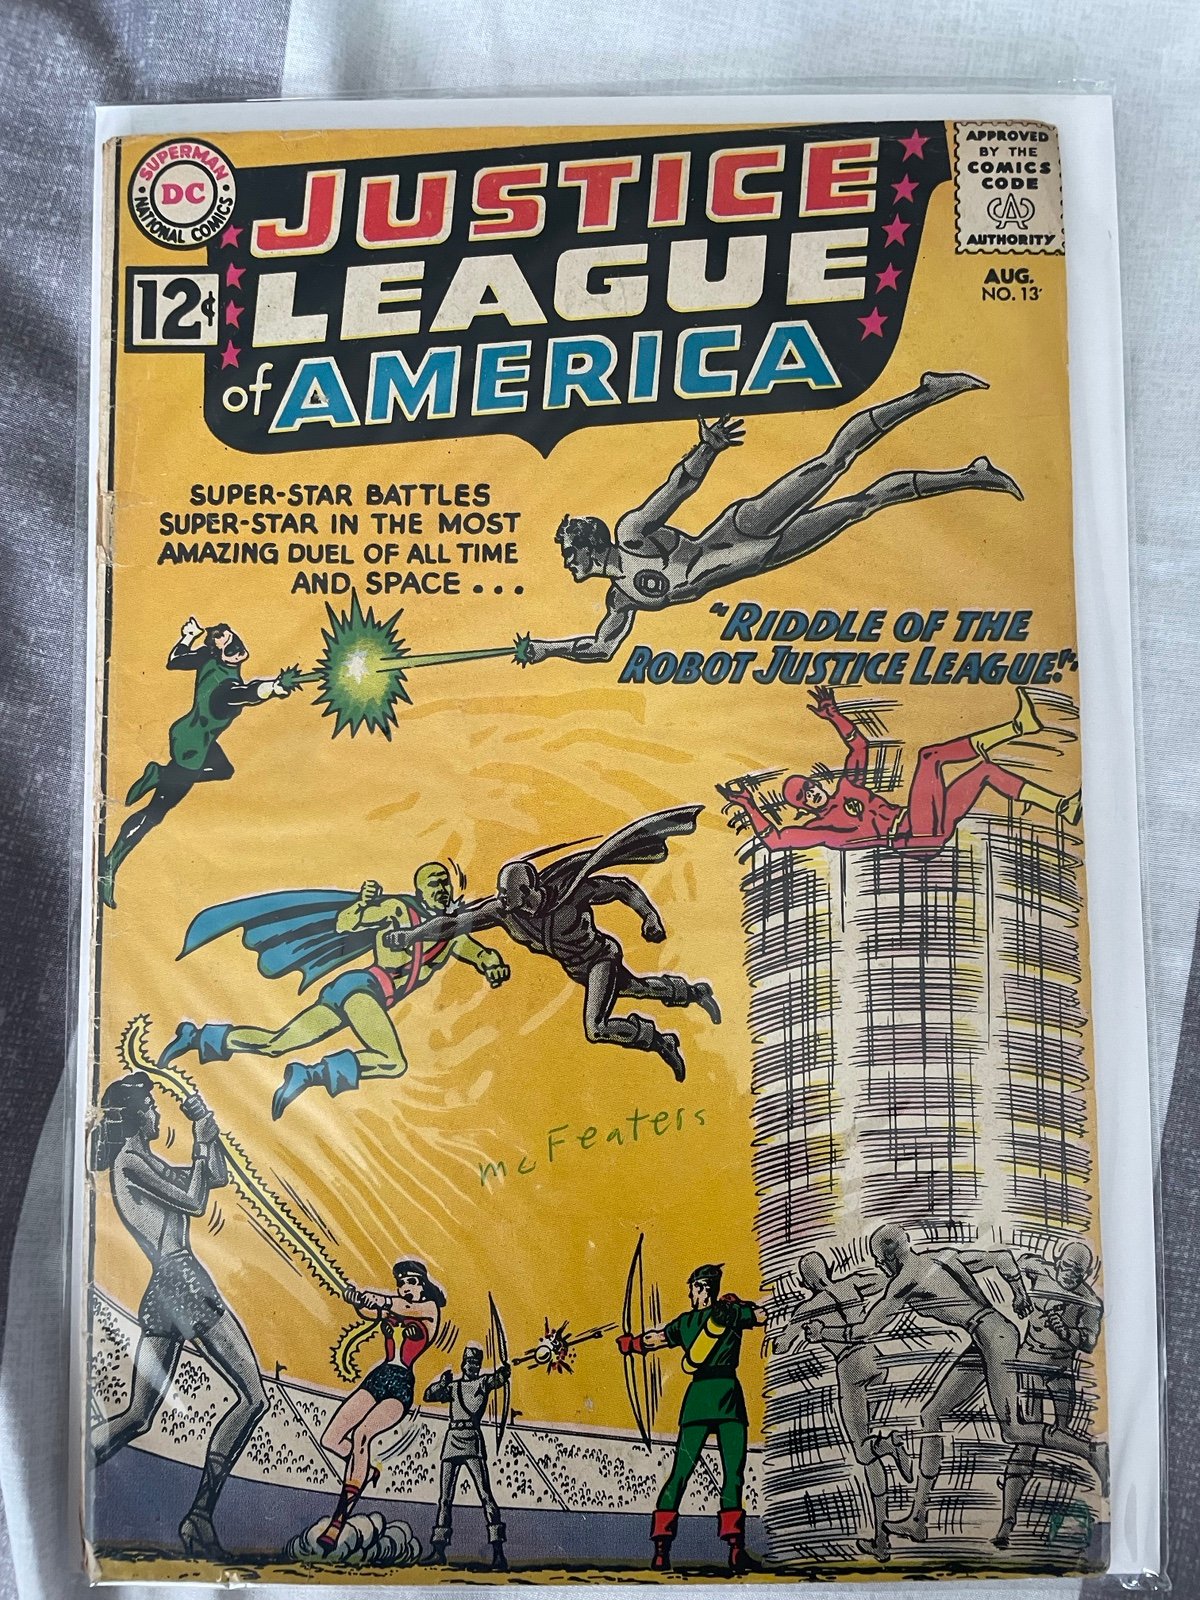 SUPERMAN
DC
NATIONAL COMICS
12¢
JUSTICE
LEAGUE
of AMERICA
APPROVED
BY THE
COMICS
CODE
CA
AUTHORITY
AUG.
NO. 13
SUPER-STAR BATTLES
SUPER-STAR IN THE MOST
AMAZING DUEL OF ALL TIME
AND SPACE...
"RIDDLE OF THE
ROBOT JUSTICE LEAGUE!"
mcFeaters